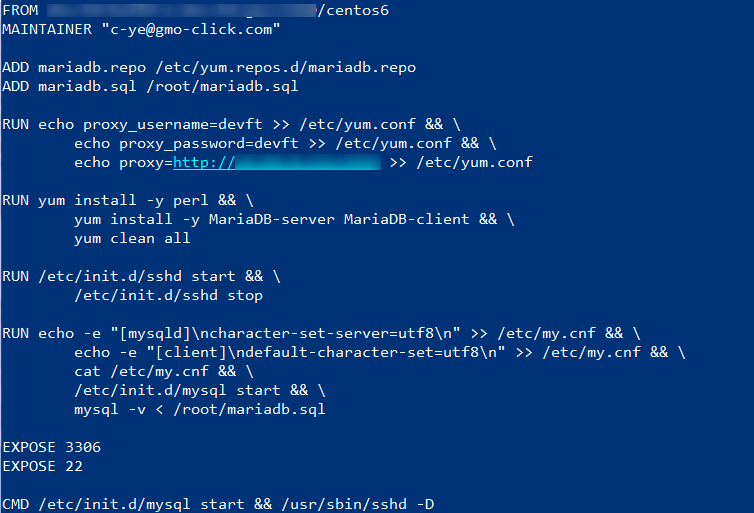 FROM /centos6
MAINTAINER "c-ye@gmo-click.com"
ADD mariadb.repo /etc/yum.repos.d/mariadb.repo
ADD mariadb.sql /root/mariadb.sql
RUN echo proxy_username=devft >> /etc/yum.conf && \
echo proxy_password=devft >> /etc/yum.conf && \
echo proxy=http:// >> /etc/yum.conf
RUN yum install -y perl && \
yum install -y MariaDB-server MariaDB-client && \
yum clean all
RUN /etc/init.d/sshd start && \
/etc/init.d/sshd stop
RUN echo -e "[mysqld]\ncharacter-set-server=utf8\n" >> /etc/my.cnf && \
echo -e "[client]\ndefault-character-set=utf8\n" >> /etc/my.cnf && \
cat /etc/my.cnf && \
/etc/init.d/mysql start && \
mysql -v < /root/mariadb.sql
EXPOSE 3306
EXPOSE 22
CMD /etc/init.d/mysql start && /usr/sbin/sshd -D